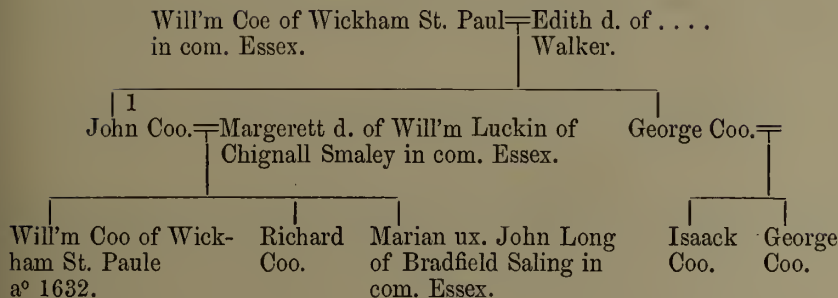 Will'm Coe of Wickham St. Paul Edith d. of . . . .
in com. Essex. Walker.
1
John Coo. Margerett d. of Will'm Luckin of George Coo.
Chignall Smaley in com. Essex.
Will'm Coo of Wick- Richard Marian ux. John Long Isaack George
ham St. Paule Coo. of Bradfield Saling in Coo. Coo.
aº 1632. com. Essex.